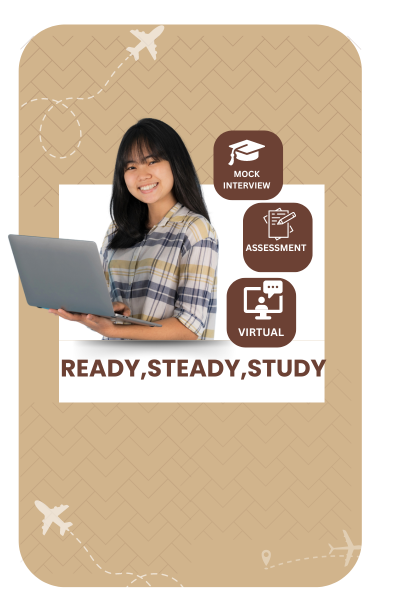 MOCK
INTERVIEW
ASSESSMENT
VIRTUAL
READY,STEADY,STUDY